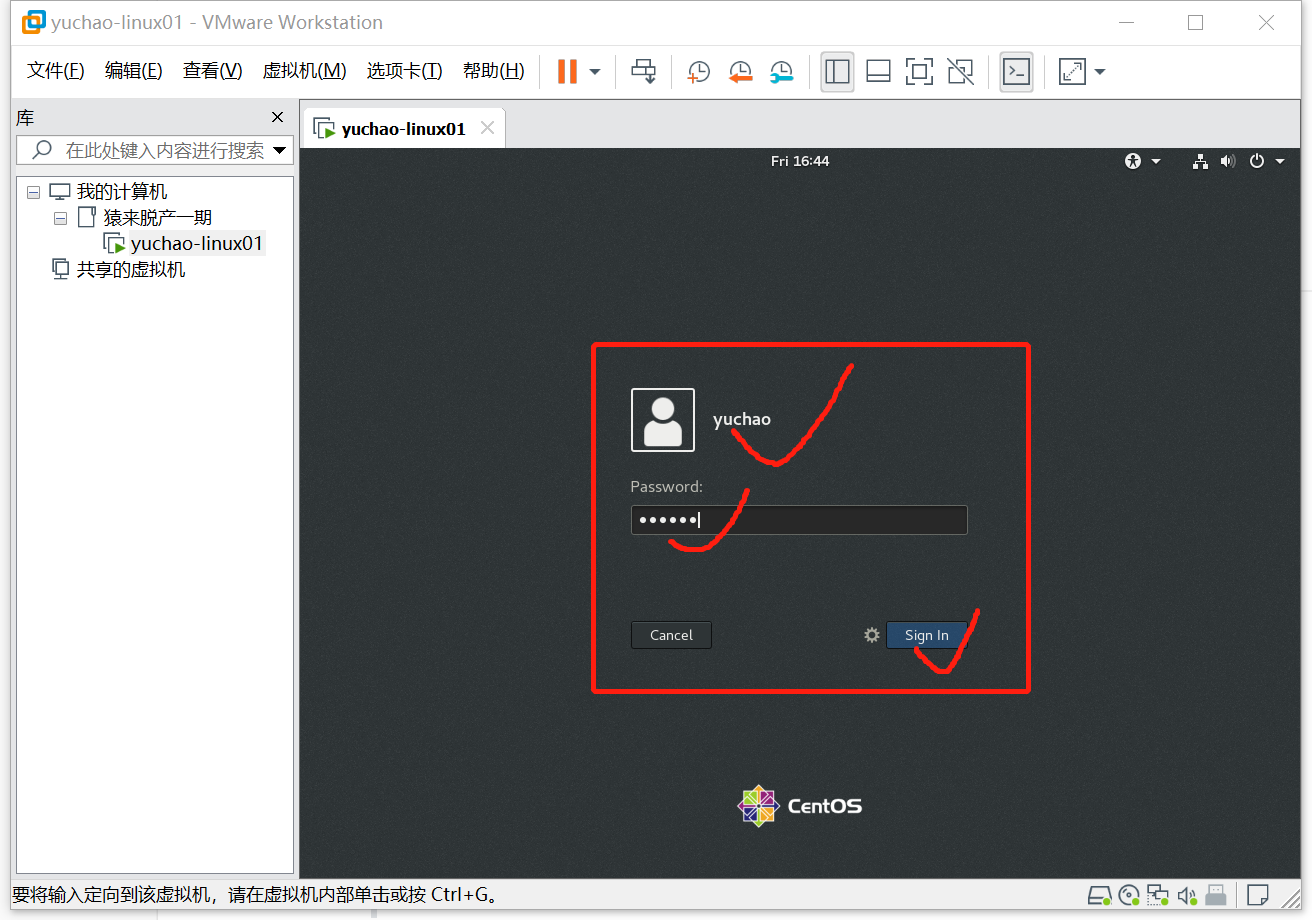 yuchao-linux01 - VMware Workstation
文件(F) 编辑(E) 查看(V) 虚拟机(M) 选项卡(T) 帮助(H)
库
在此处键入内容进行搜索
我的计算机
猿来脱产一期
yuchao-linux01
共享的虚拟机
yuchao-linux01
Fri 16:44
yuchao
Password:
Cancel
Sign In
CentOS
要将输入定向到该虚拟机，请在虚拟机内部单击或按 Ctrl+G。